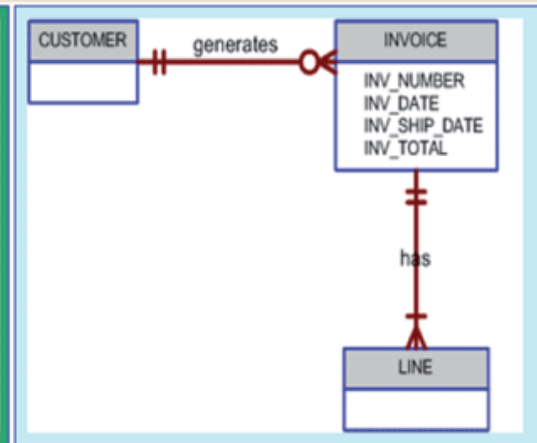 CUSTOMER
generates
INVOICE
INV_NUMBER
INV_DATE
INV_SHIP_DATE
INV_TOTAL
has
LINE